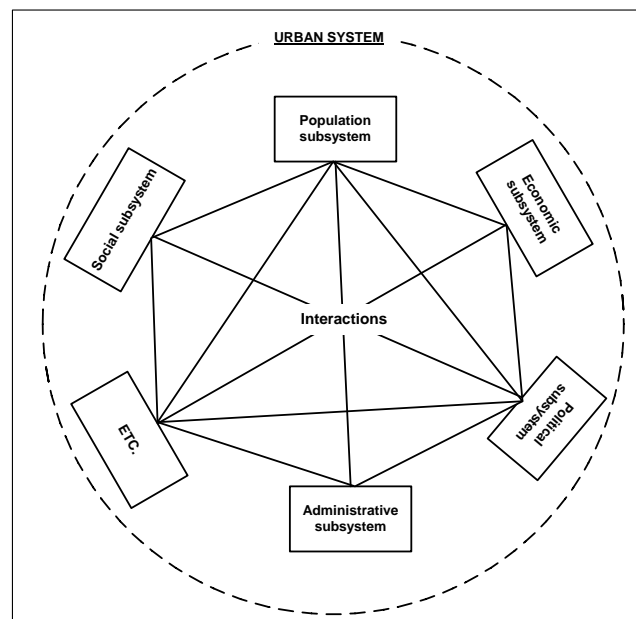 URBAN SYSTEM
Population
subsystem
Economic
subsystem
Social subsystem
Interactions
Political
subsystem
ETC.
Administrative
subsystem